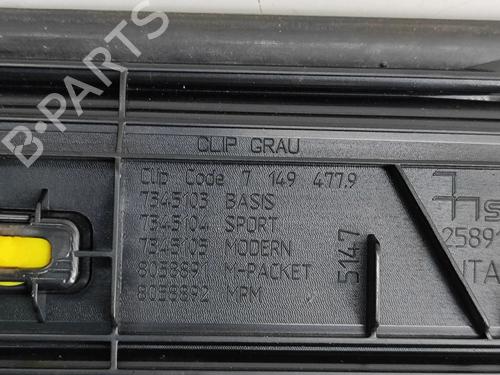 B-PARTS
CLIP GRAU
Clip Code 7 149 477.9
7345103 BASIS
7345104 SPORT
7345105 MODERN
8058891 M-PACKET
8058892 MPM
5147
25891
ITA